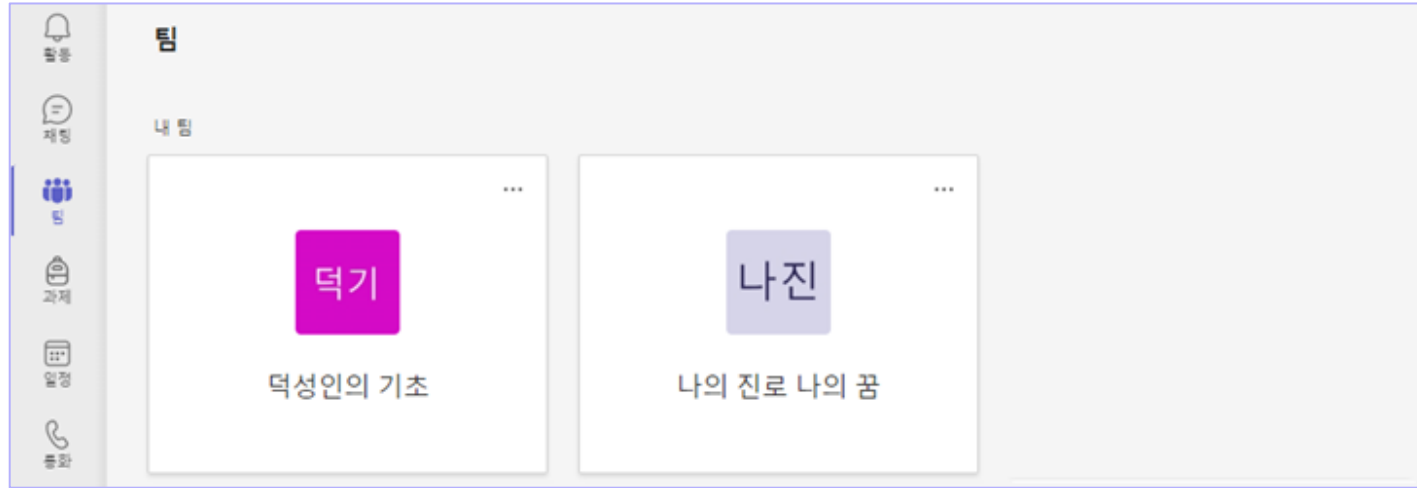 활동
팀
채팅
내 팀
팀
···
···
덕기
나진
과제
덕성인의 기초
나의 진로 나의 꿈
일정
통화